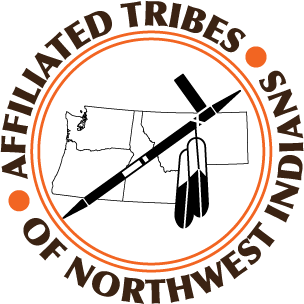 AFFILIATED TRIBES
OF NORTHWEST INDIANS